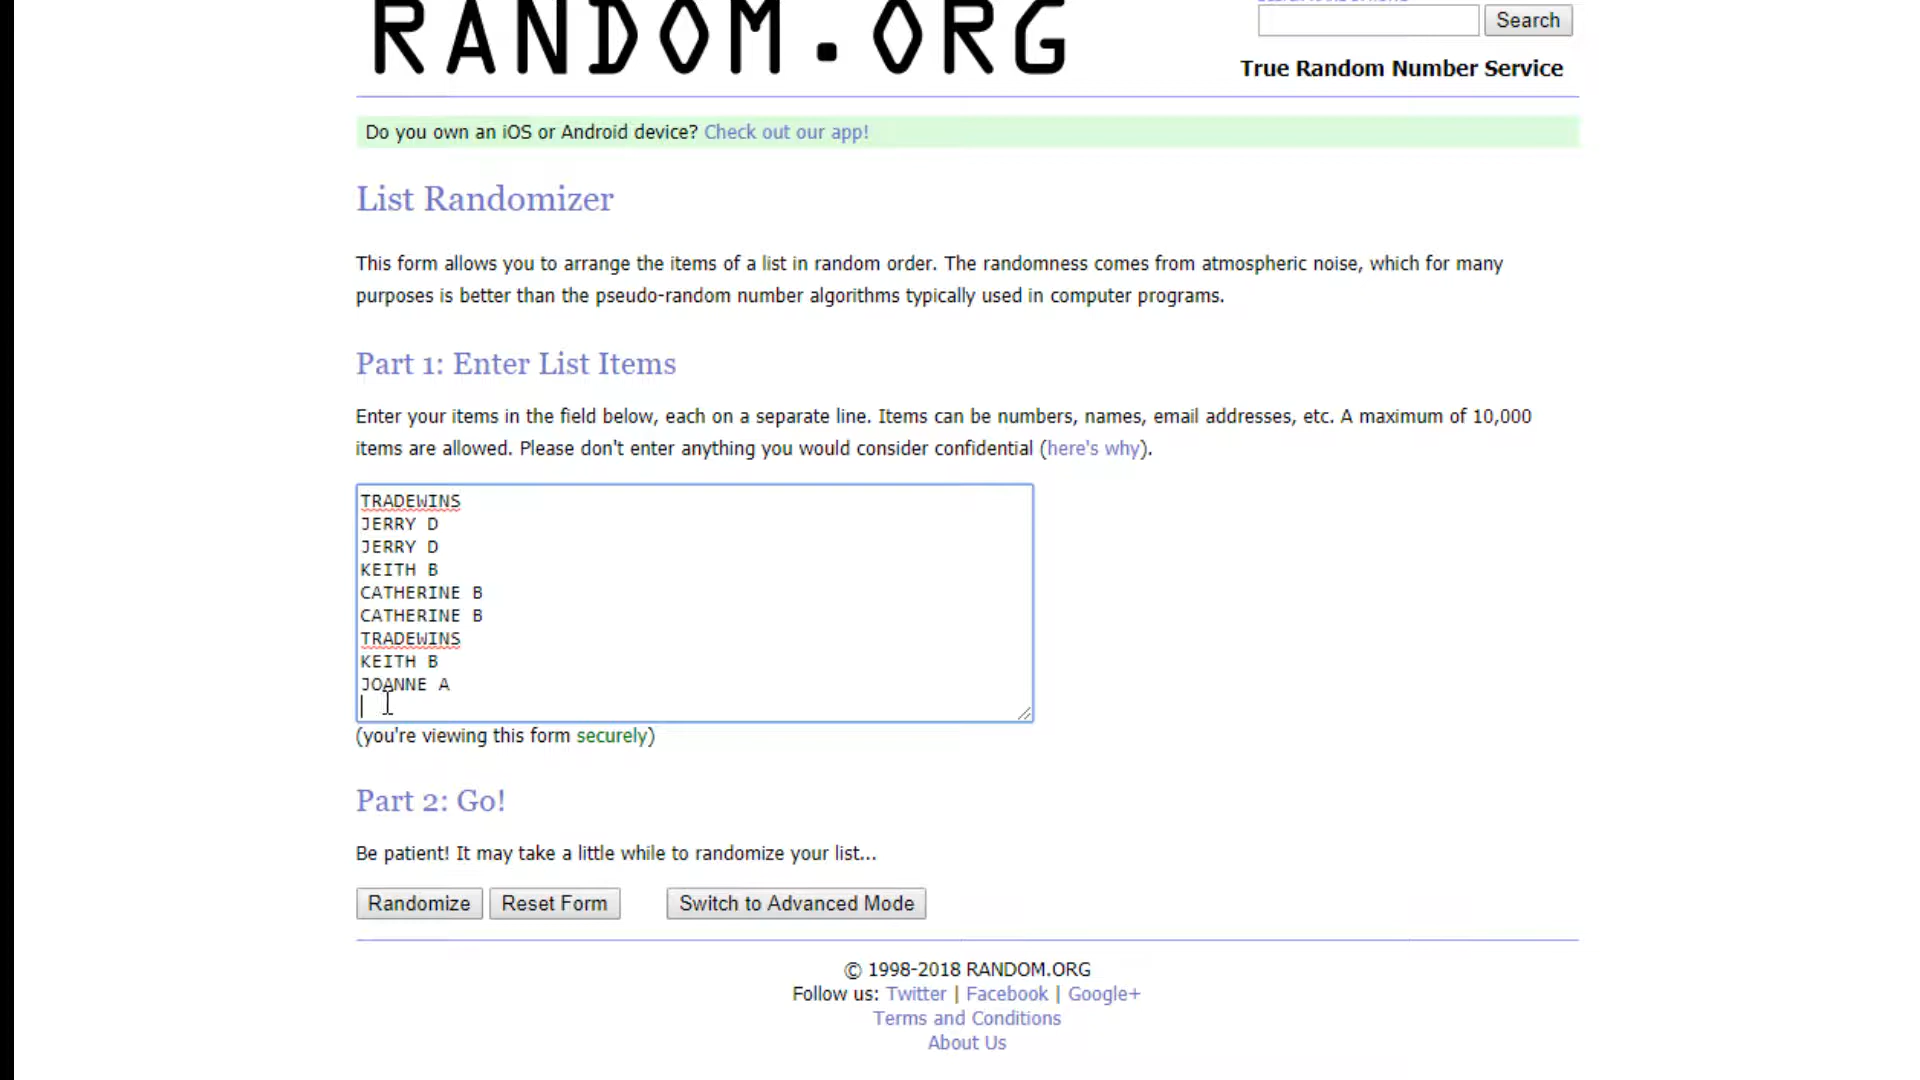 RANDOM.ORG
Search
True Random Number Service
Do you own an iOS or Android device? Check out our app!
List Randomizer
This form allows you to arrange the items of a list in random order. The randomness comes from atmospheric noise, which for many
purposes is better than the pseudo-random number algorithms typically used in computer programs.
Part 1: Enter List Items
Enter your items in the field below, each on a separate line. Items can be numbers, names, email addresses, etc. A maximum of 10,000
items are allowed. Please don't enter anything you would consider confidential (here's why).
TRADEWINS
JERRY D
JERRY D
KEITH B
CATHERINE B
CATHERINE B
TRADEWINS
KEITH B
JOANNE A
(you're viewing this form securely)
Part 2: Go!
Be patient! It may take a little while to randomize your list...
Randomize Reset Form Switch to Advanced Mode
© 1998-2018 RANDOM.ORG
Follow us: Twitter | Facebook | Google+
Terms and Conditions
About Us